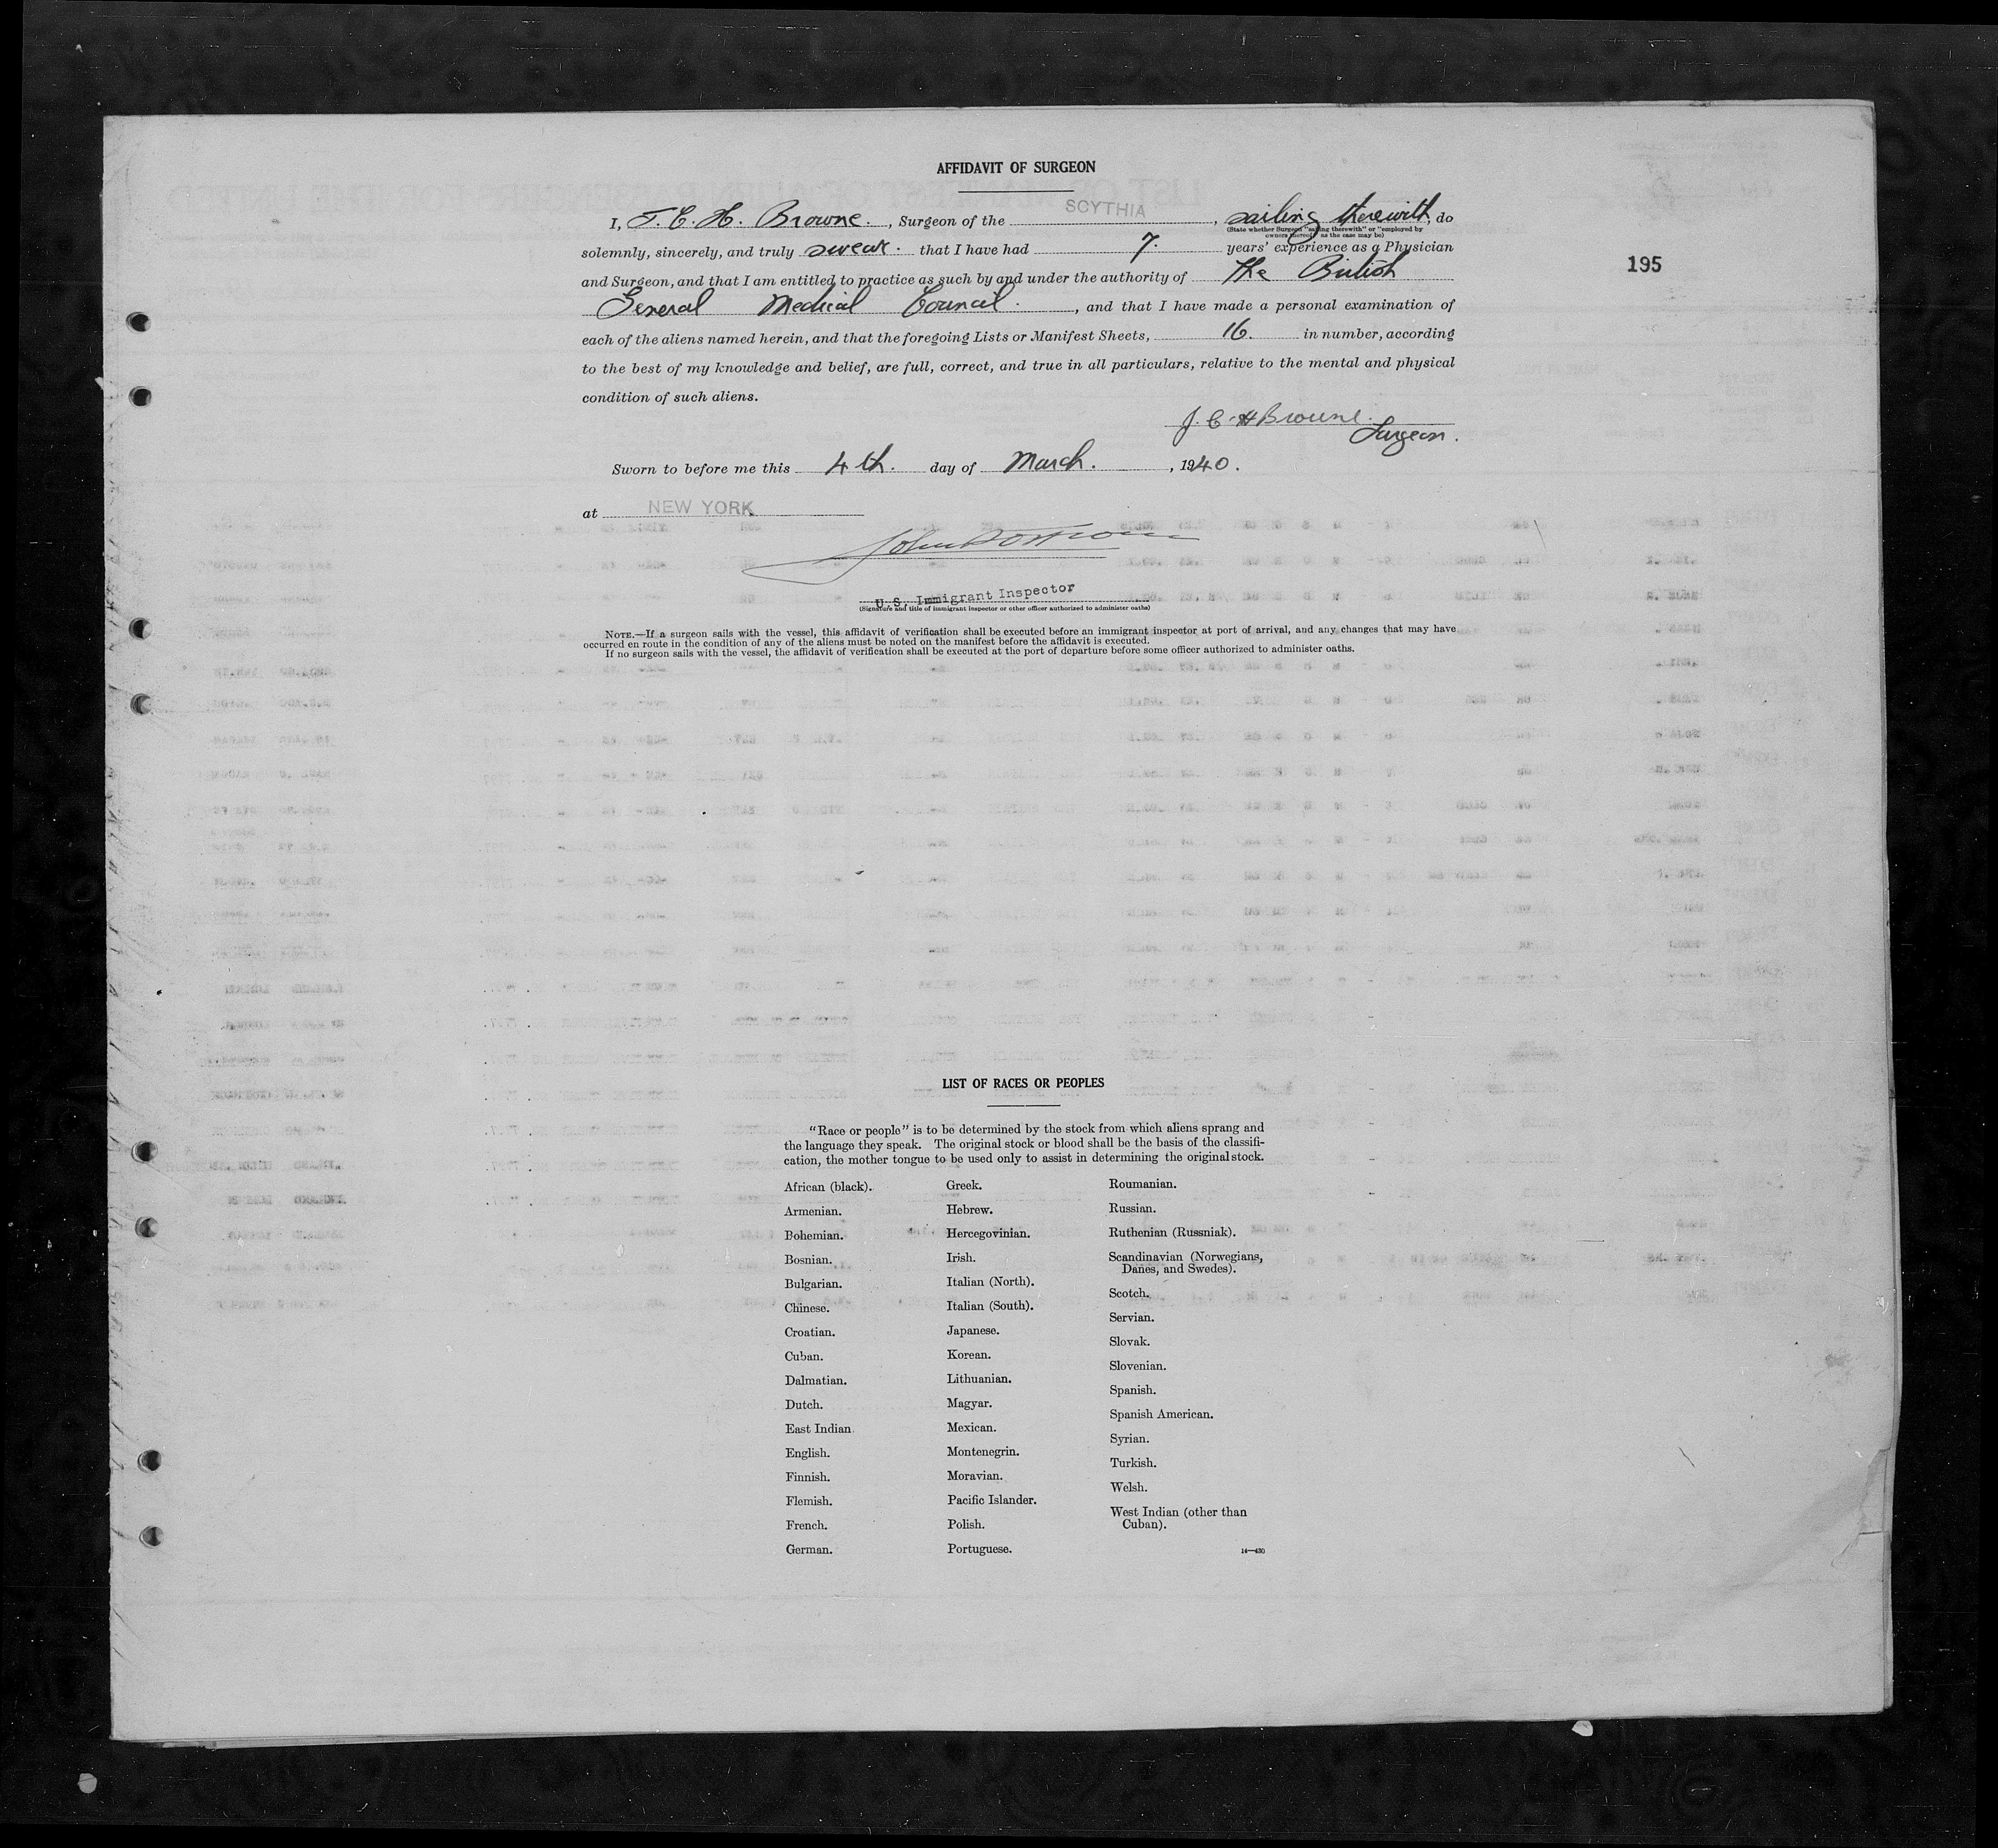 AFFIDAVIT OF SURGEON
I, J. C. H. Browne. , Surgeon of the SCYTHIA , sailing therewith, do
(State whether Surgeon "sailing therewith" or "employed by
owners thereof," as the case may be)
solemnly, sincerely, and truly swear. that I have had 7. years' experience as a Physician
and Surgeon, and that I am entitled to practice as such by and under the authority of the British
General Medical Council. , and that I have made a personal examination of
each of the aliens named herein, and that the foregoing Lists or Manifest Sheets, 16. in number, according
to the best of my knowledge and belief, are full, correct, and true in all particulars, relative to the mental and physical
condition of such aliens.
J. C. H Browne.
Surgeon.
Sworn to before me this 4th. day of March. , 1940.
at NEW YORK
U.S. Immigrant Inspector
(Signature and title of immigrant inspector or other officer authorized to administer oaths)
NOTE.—If a surgeon sails with the vessel, this affidavit of verification shall be executed before an immigrant inspector at port of arrival, and any changes that may have
occurred en route in the condition of any of the aliens must be noted on the manifest before the affidavit is executed.
If no surgeon sails with the vessel, the affidavit of verification shall be executed at the port of departure before some officer authorized to administer oaths.
195
LIST OF RACES OR PEOPLES
"Race or people" is to be determined by the stock from which aliens sprang and
the language they speak. The original stock or blood shall be the basis of the classifi-
cation, the mother tongue to be used only to assist in determining the original stock.
African (black).
Armenian.
Bohemian.
Bosnian.
Bulgarian.
Chinese.
Croatian.
Cuban.
Dalmatian.
Dutch.
East Indian
English.
Finnish.
Flemish.
French.
German.
Greek.
Hebrew.
Hercegovinian.
Irish.
Italian (North).
Italian (South).
Japanese.
Korean.
Lithuanian.
Magyar.
Mexican.
Montenegrin.
Moravian.
Pacific Islander.
Polish.
Portuguese.
Roumanian.
Russian.
Ruthenian (Russniak).
Scandinavian (Norwegians,
Danes, and Swedes).
Scotch.
Servian.
Slovak.
Slovenian.
Spanish.
Spanish American.
Syrian.
Turkish.
Welsh.
West Indian (other than
Cuban).
14—430